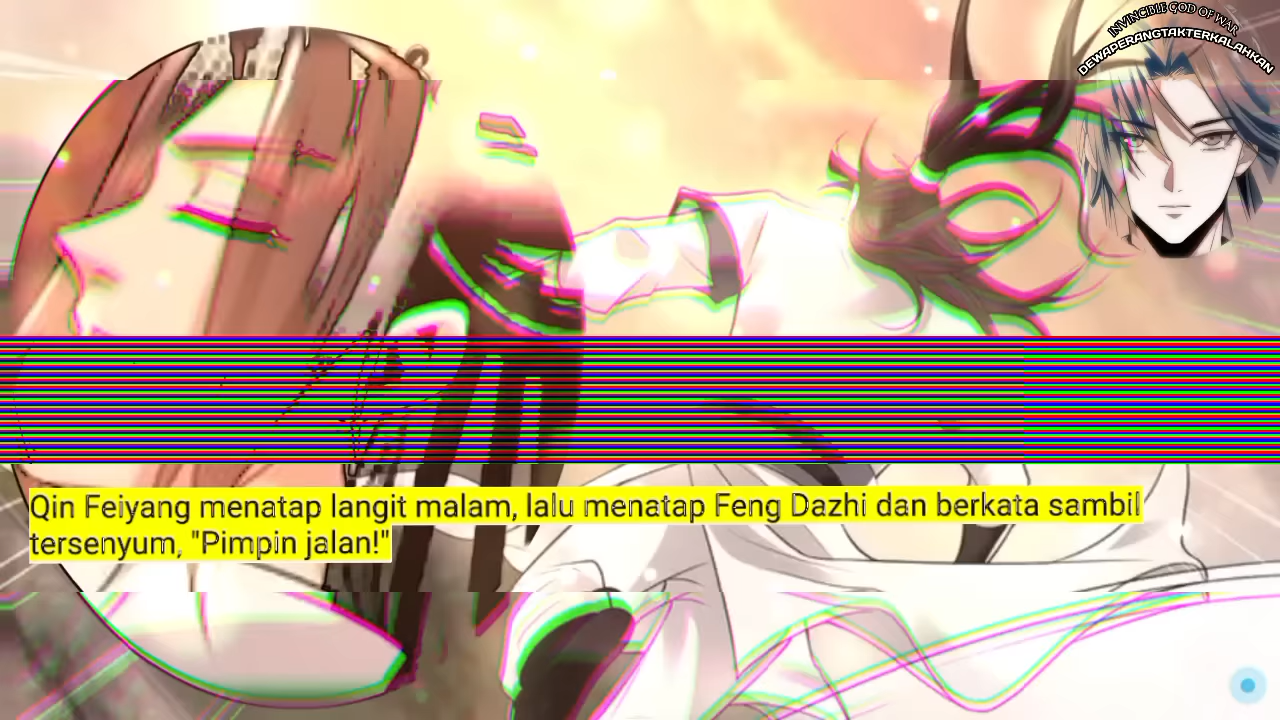 INVINCIBLE GOD OF WAR
DEWAPERANGTAKTERKALAHKAN
Qin Feiyang menatap langit malam, lalu menatap Feng Dazhi dan berkata sambil
tersenyum, "Pimpin jalan!"